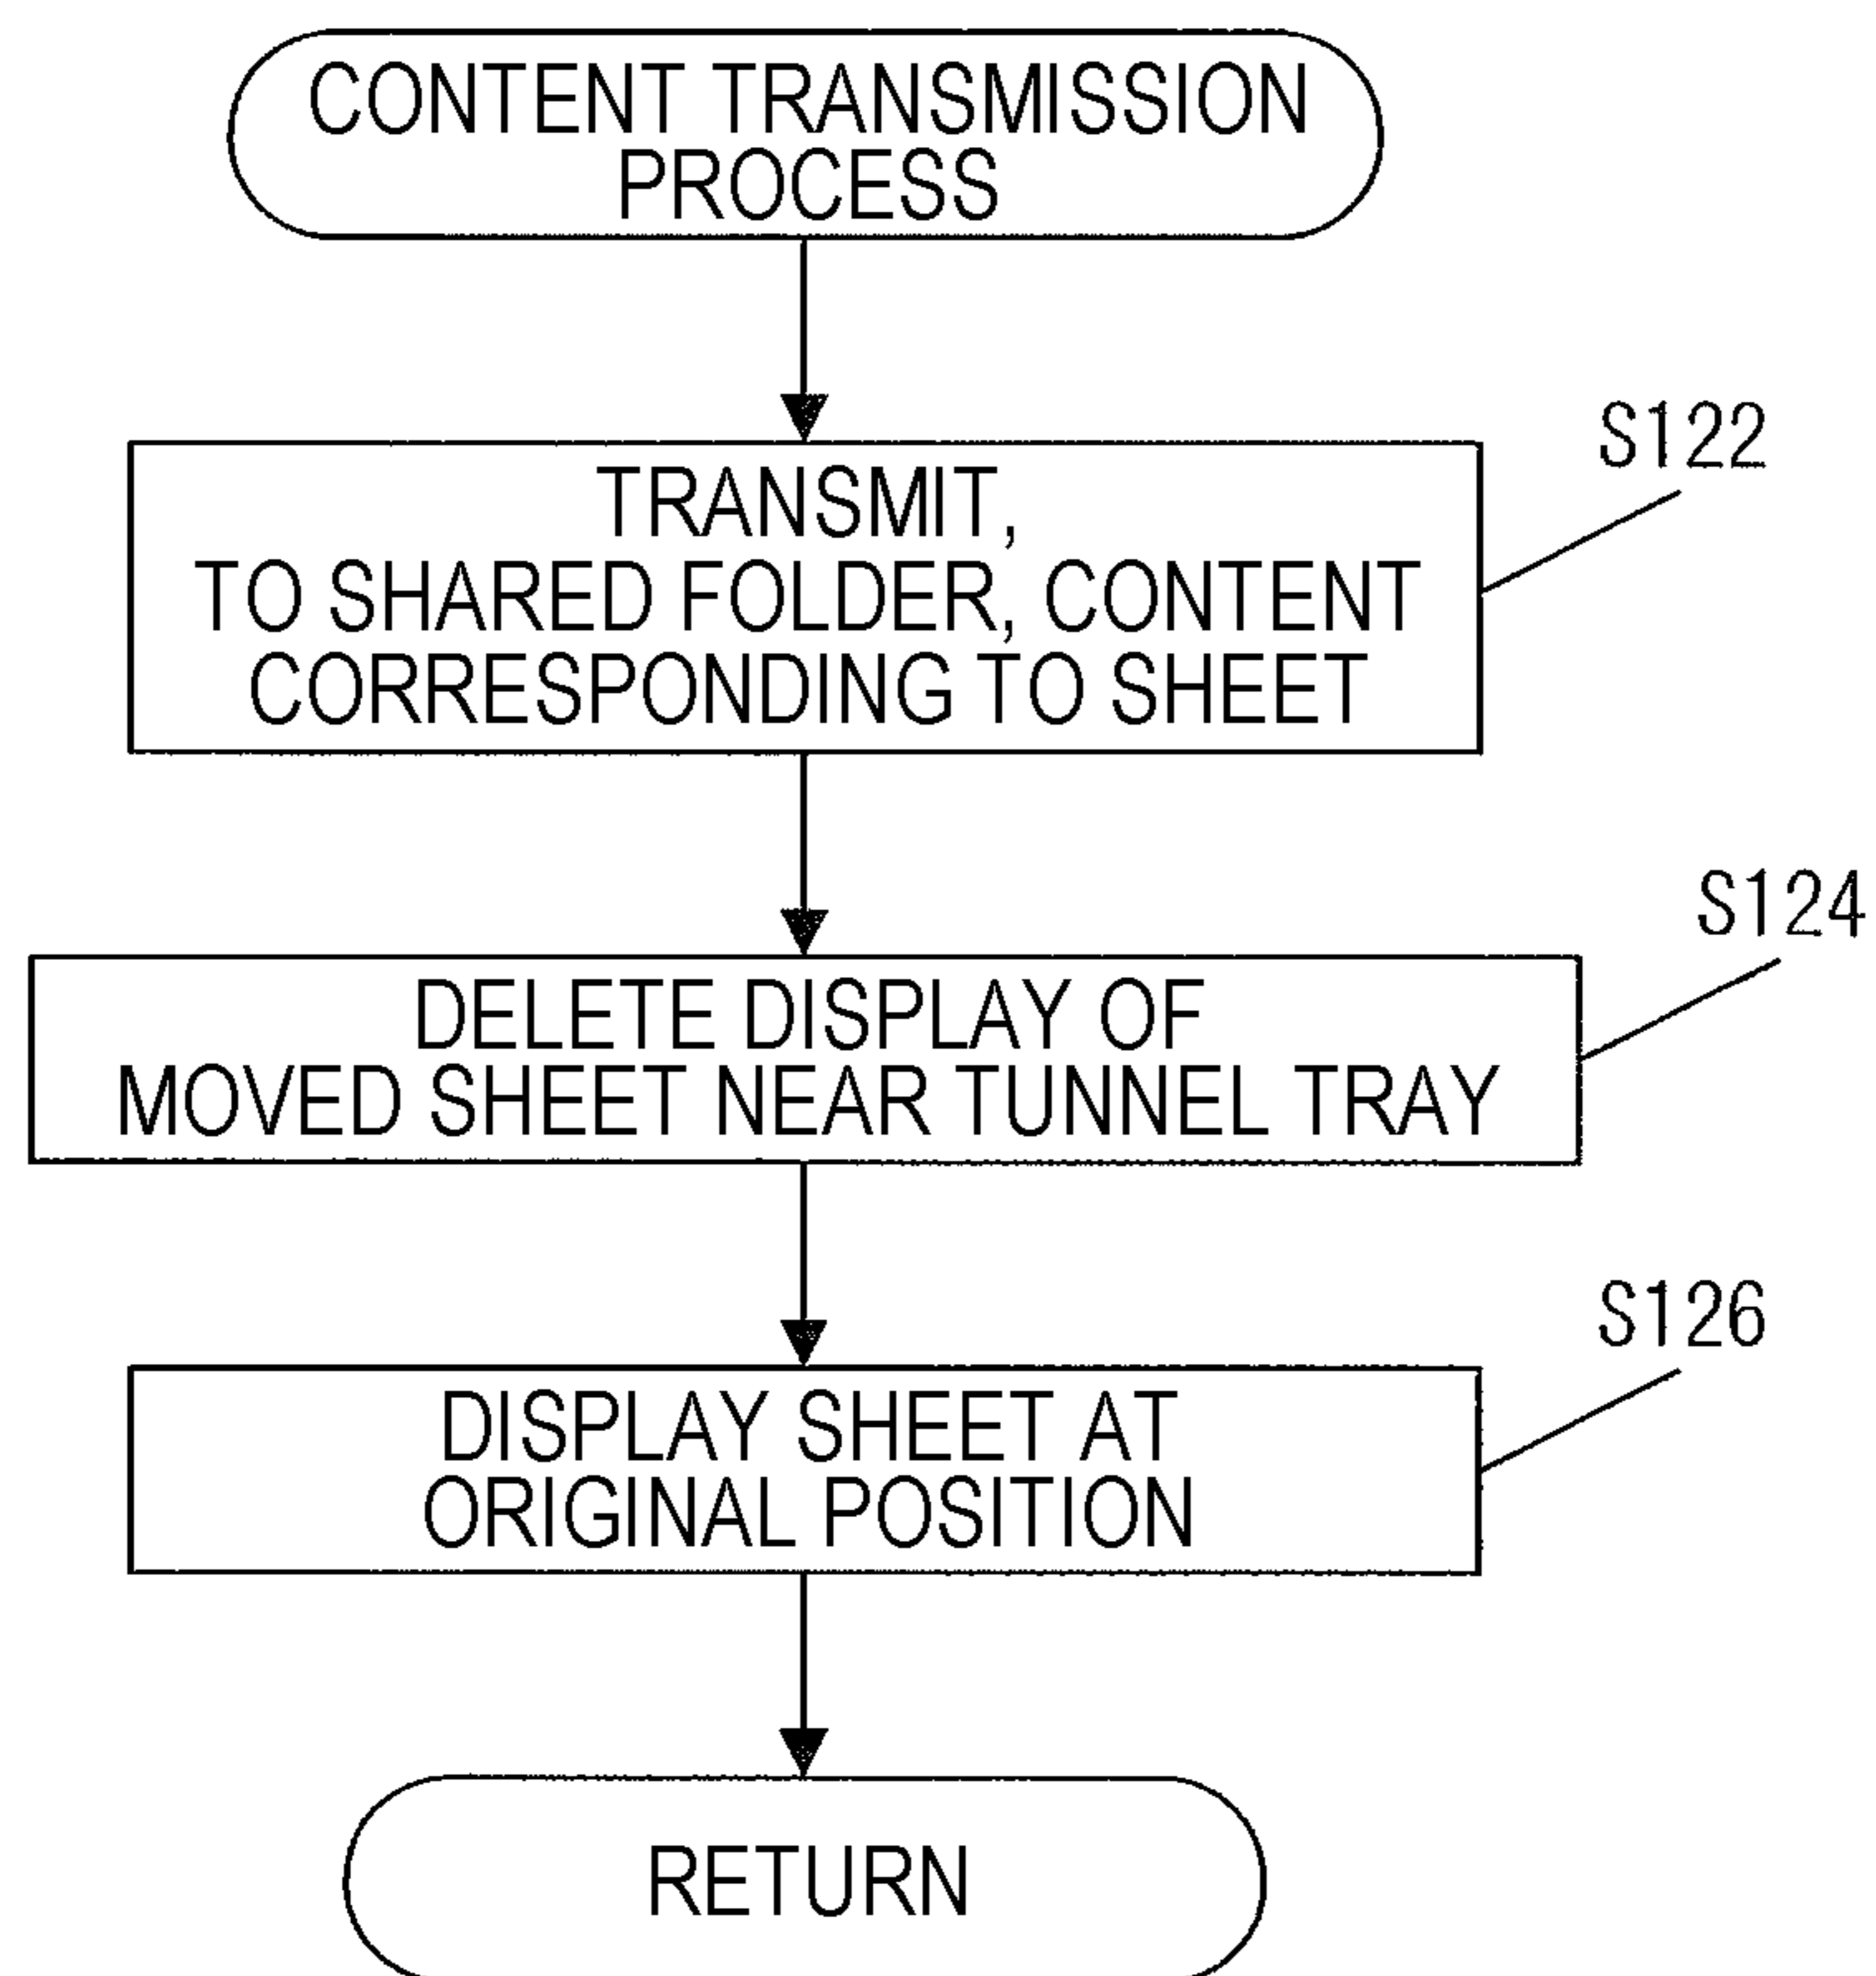 CONTENT TRANSMISSION
PROCESS
S122
TRANSMIT,
TO SHARED FOLDER, CONTENT
CORRESPONDING TO SHEET
S124
DELETE DISPLAY OF
MOVED SHEET NEAR TUNNEL TRAY
S126
DISPLAY SHEET AT
ORIGINAL POSITION
RETURN